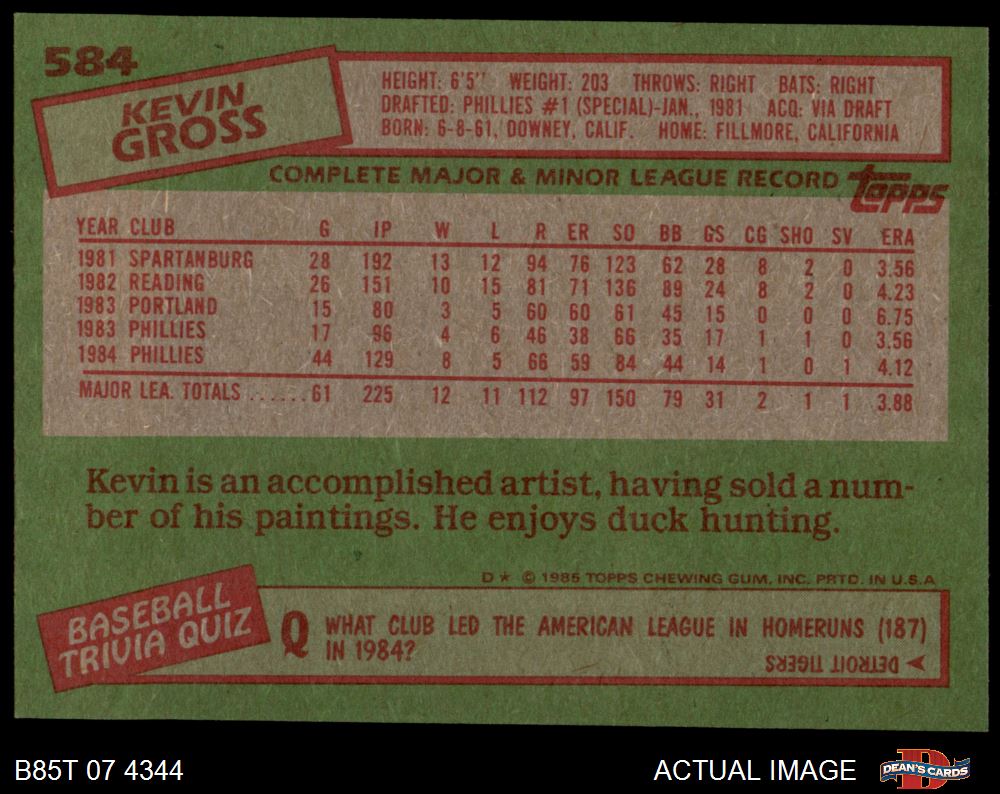 584
KEVIN
GROSS
HEIGHT: 6'5" WEIGHT: 203 THROWS: RIGHT BATS: RIGHT
DRAFTED: PHILLIES #1 (SPECIAL)-JAN., 1981 ACQ: VIA DRAFT
BORN: 6-8-61, DOWNEY, CALIF. HOME: FILLMORE, CALIFORNIA
COMPLETE MAJOR & MINOR LEAGUE RECORD topps
YEAR CLUB G IP W L R ER SO BB GS CG SHO SV ERA
1981 SPARTANBURG 28 192 13 12 94 76 123 62 28 8 2 0 3.56
1982 READING 26 151 10 15 81 71 136 89 24 8 2 0 4.23
1983 PORTLAND 15 80 3 5 60 60 61 45 15 0 0 0 6.75
1983 PHILLIES 17 96 4 6 46 38 66 35 17 1 1 0 3.56
1984 PHILLIES 44 129 8 5 66 59 84 44 14 1 0 1 4.12
MAJOR LEA. TOTALS ......61 225 12 11 112 97 150 79 31 2 1 1 3.88
Kevin is an accomplished artist, having sold a num-
ber of his paintings. He enjoys duck hunting.
D * © 1985 TOPPS CHEWING GUM, INC. PRTD. IN U.S.A
BASEBALL
TRIVIA QUIZ
Q WHAT CLUB LED THE AMERICAN LEAGUE IN HOMERUNS (187)
IN 1984?
DETROIT TIGERS
B85T 07 4344 ACTUAL IMAGE D DEAN'S CARDS